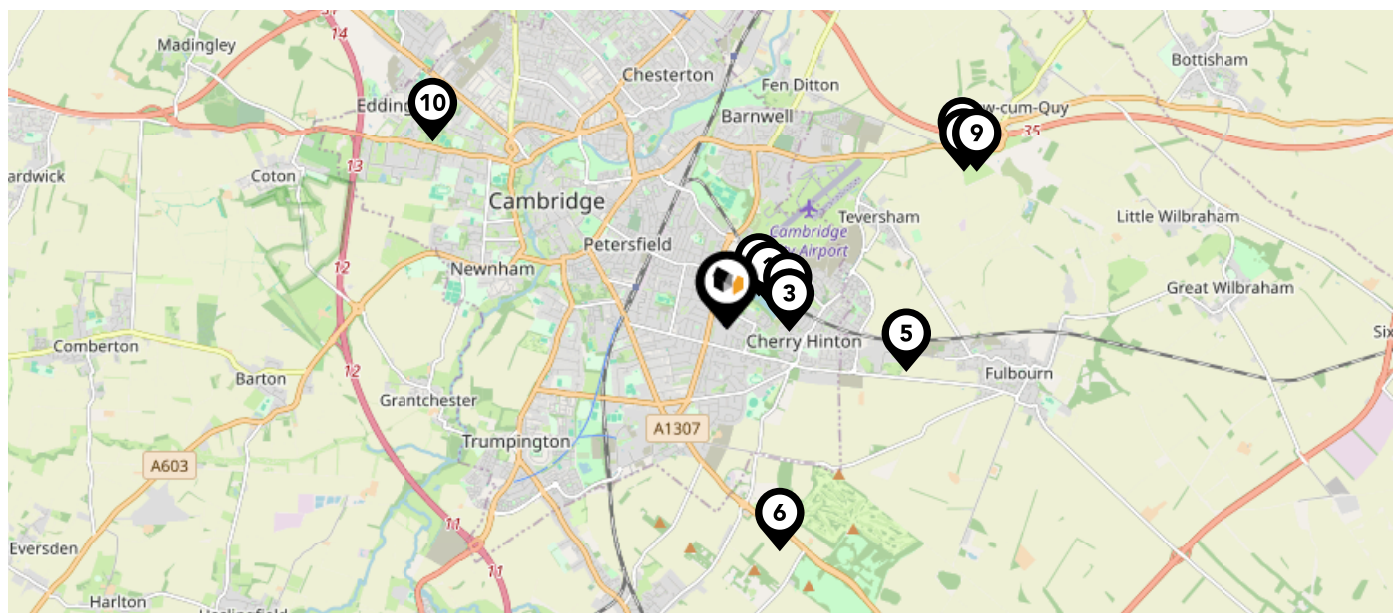 14
Madingley
Chesterton
Bottisham
Fen Ditton
10
Edding
Barnwell
w-cum-Quy
9
35
13
Coton
ardwick
Cambridge
Teversham
Little Wilbraham
Cambridge
Airport
Petersfield
Newnham
12
3
Great Wilbraham
Comberton
Cherry Hinton
5
Six
Barton
12
Fulbourn
Grantchester
A1307
Trumpington
A603
6
11
Eversden
11
Harlton